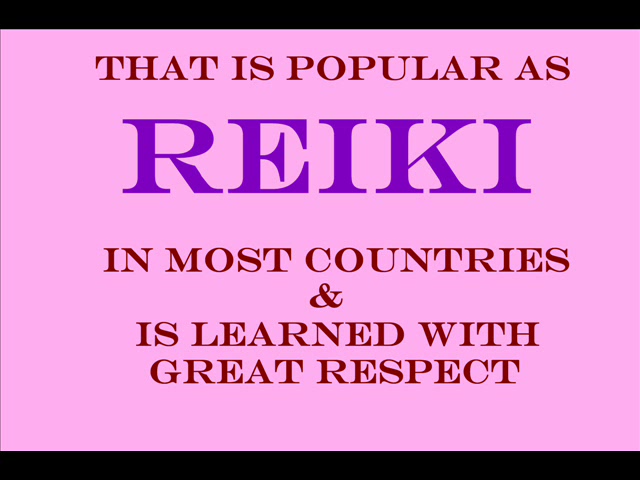 THAT IS POPULAR AS
REIKI
IN MOST COUNTRIES
&
IS LEARNED WITH
GREAT RESPECT